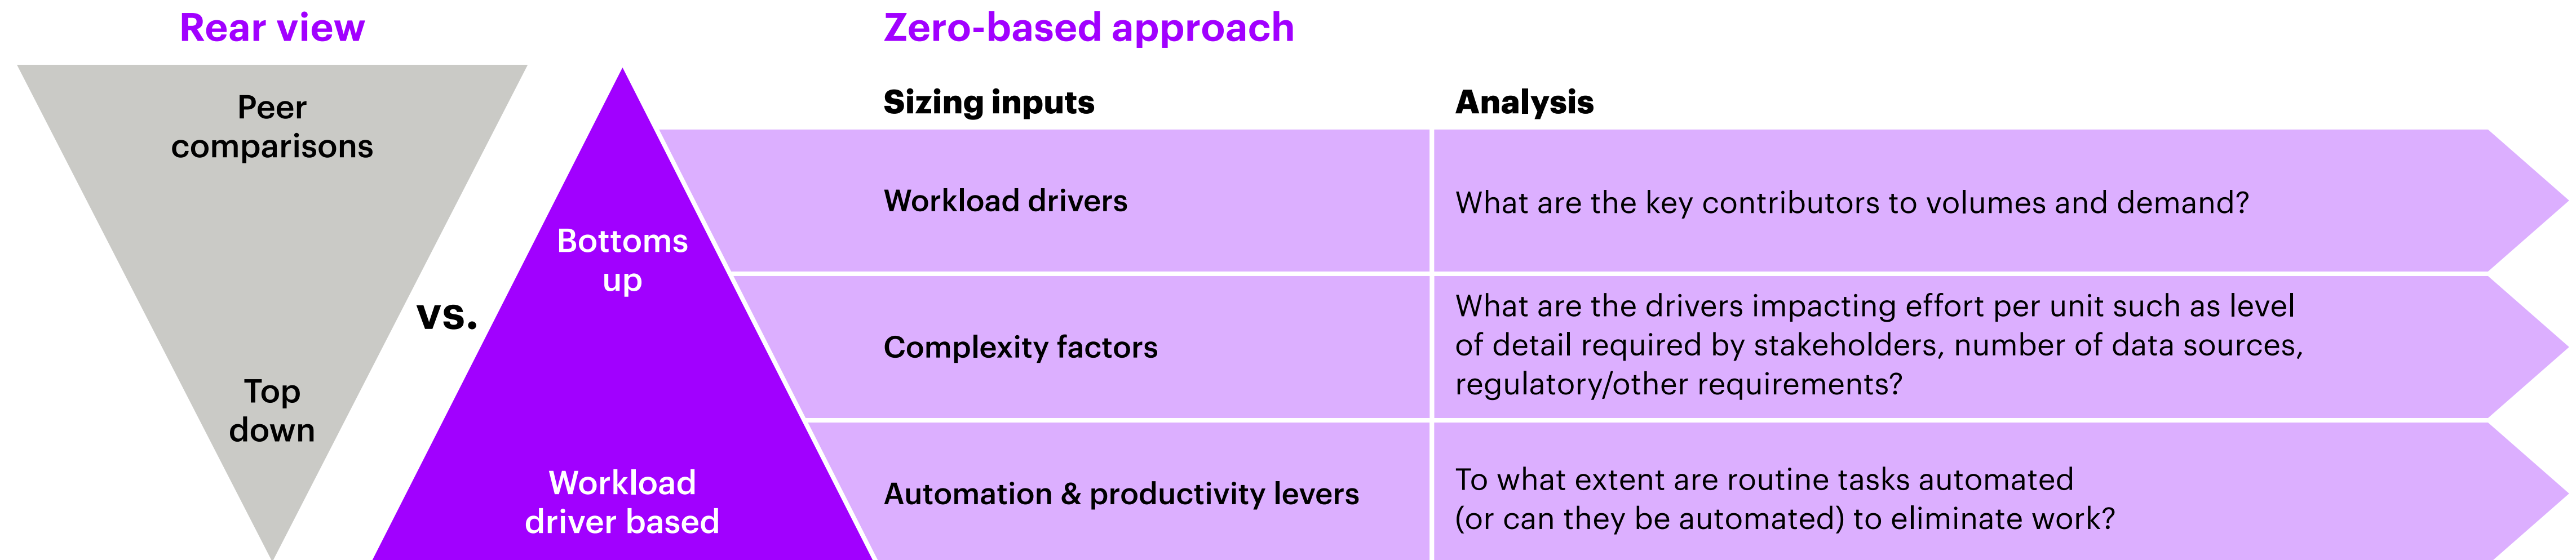 Rear view
Peer
comparisons
Top
down
vs.
Bottoms
up
Workload
driver based
Zero-based approach
Sizing inputs
Analysis
Workload drivers
What are the key contributors to volumes and demand?
Complexity factors
What are the drivers impacting effort per unit such as level
of detail required by stakeholders, number of data sources,
regulatory/other requirements?
Automation & productivity levers
To what extent are routine tasks automated
(or can they be automated) to eliminate work?